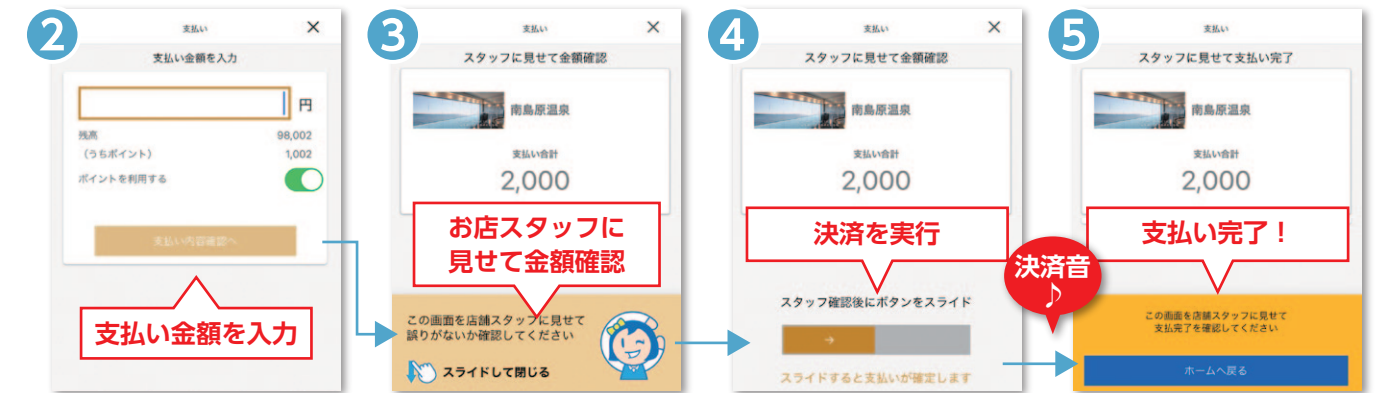 2
支払い
×
支払い金額を入力
円
残高 98,002
(うちポイント) 1,002
ポイントを利用する
支払い内容確認へ
支払い金額を入力
3
支払い
×
スタッフに見せて金額確認
南島原温泉
支払い合計
2,000
お店スタッフに
見せて金額確認
この画面を店舗スタッフに見せて
誤りがないか確認してください
スライドして閉じる
4
支払い
×
スタッフに見せて金額確認
南島原温泉
支払い合計
2,000
決済を実行
スタッフ確認後にボタンをスライド
→
スライドすると支払いが確定します
決済音
♪
5
支払い
スタッフに見せて支払い完了
南島原温泉
支払い合計
2,000
支払い完了！
この画面を店舗スタッフに見せて
支払完了を確認してください
ホームへ戻る